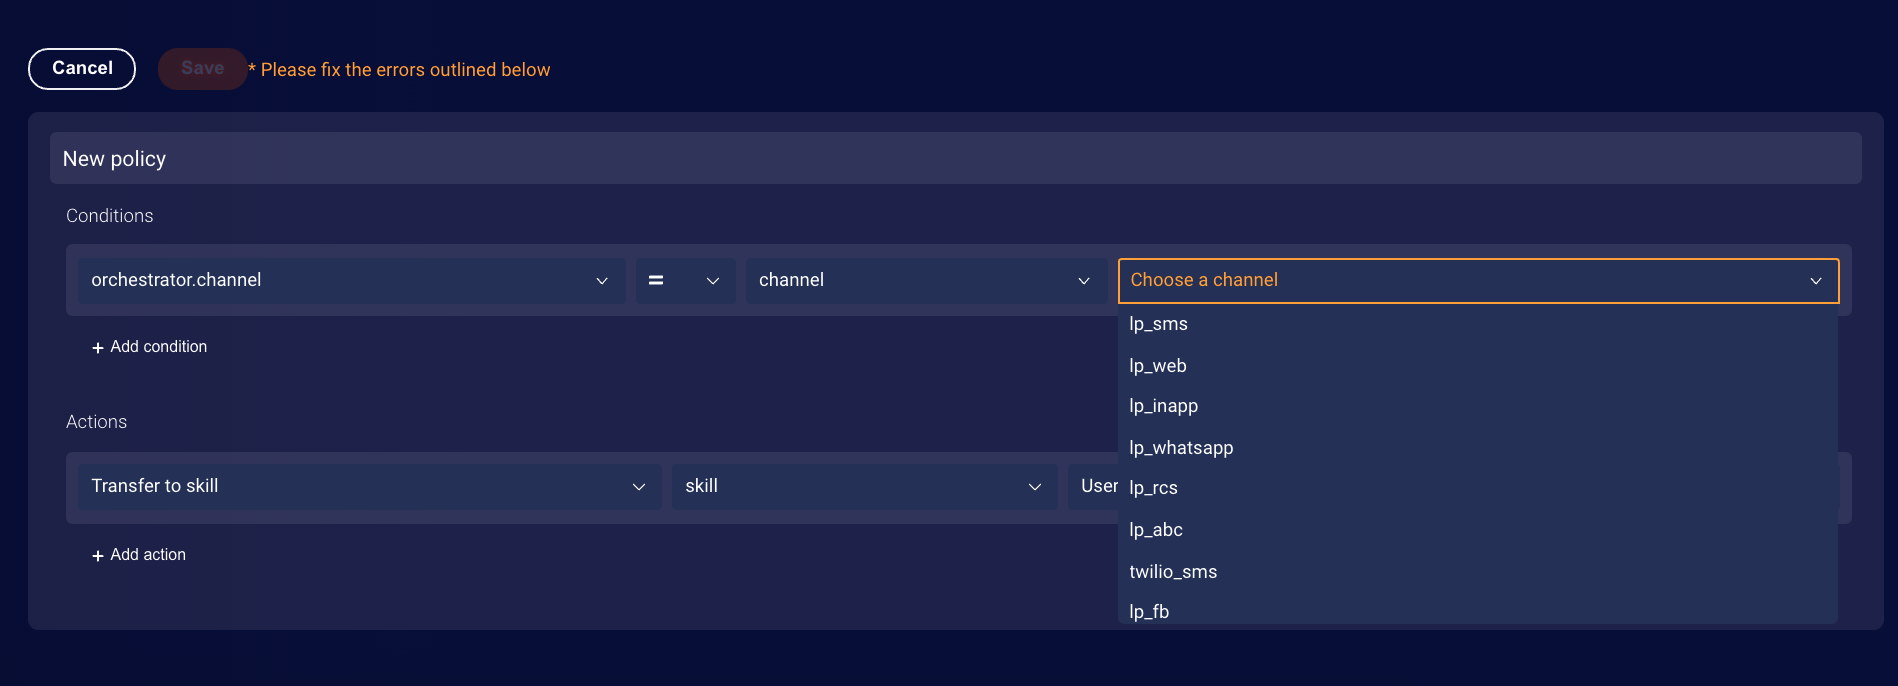 Cancel
Save
* Please fix the errors outlined below
New policy
Conditions
orchestrator.channel
=
channel
Choose a channel
lp_sms
lp_web
lp_inapp
lp_whatsapp
lp_rcs
lp_abc
twilio_sms
lp_fb
+ Add condition
Actions
Transfer to skill
skill
User
+ Add action